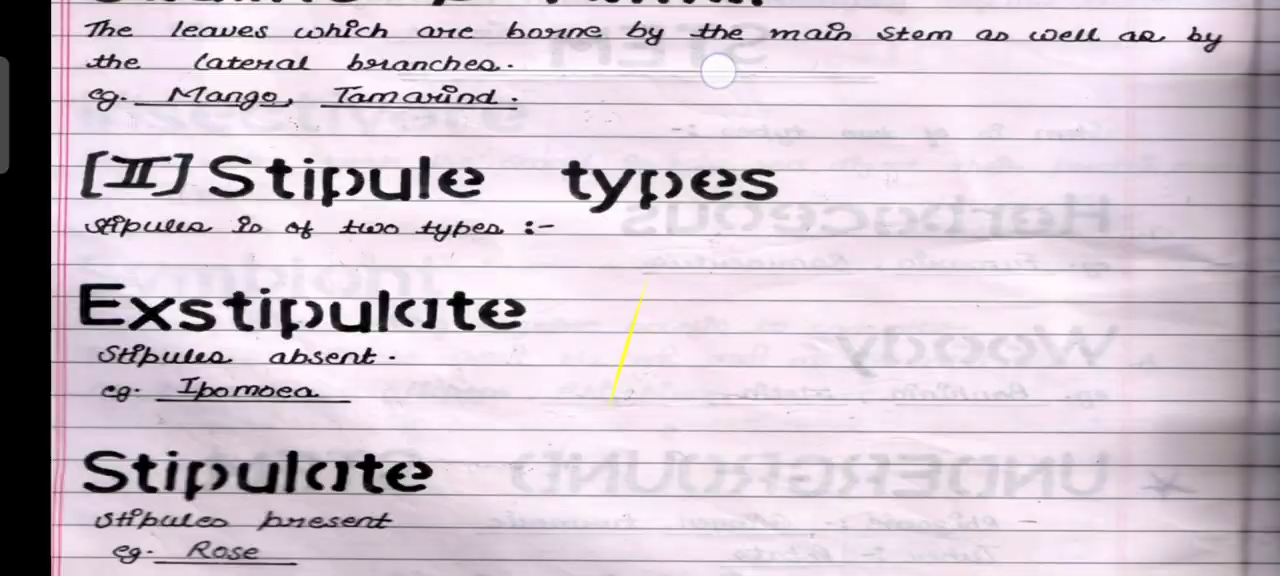 The leaves which are borne by the main stem as well as by
the lateral branches.
eg. Mango, Tamarind.
[II] Stipule types
Stipules is of two types :-
Exstipulate
Stipules absent.
eg. Ipomoea
Stipulate
Stipules present
eg. Rose